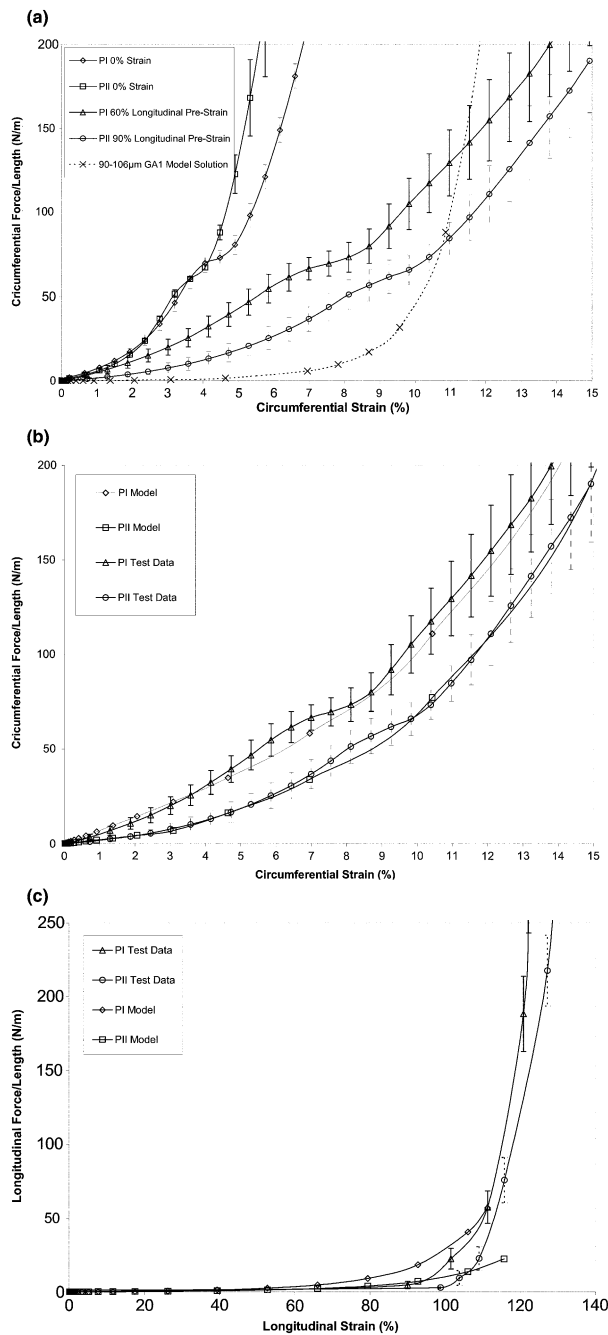 (a)
200
150
100
50
0
Cricumferential Force/Length (N/m)
PI 0% Strain
PII 0% Strain
PI 60% Longitudinal Pre-Strain
PII 90% Longitudinal Pre-Strain
90-106µm GA1 Model Solution
0 1 2 3 4 5 6 7 8 9 10 11 12 13 14 15
Circumferential Strain (%)
(b)
200
150
100
50
0
Cricumferential Force/Length (N/m)
PI Model
PII Model
PI Test Data
PII Test Data
0 1 2 3 4 5 6 7 8 9 10 11 12 13 14 15
Circumferential Strain (%)
(c)
250
200
150
100
50
0
Longitudinal Force/Length (N/m)
PI Test Data
PII Test Data
PI Model
PII Model
0 20 40 60 80 100 120 140
Longitudinal Strain (%)